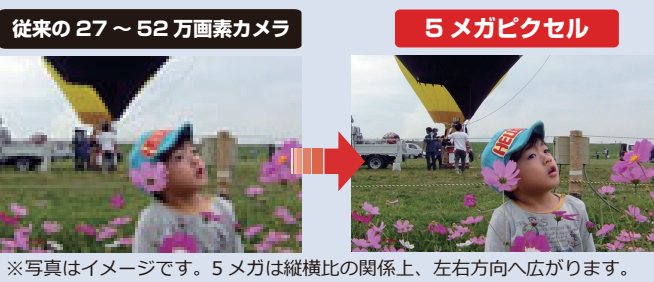 従来の 27 ～ 52 万画素カメラ
5 メガピクセル
HELLO
※写真はイメージです。5 メガは縦横比の関係上、左右方向へ広がります。